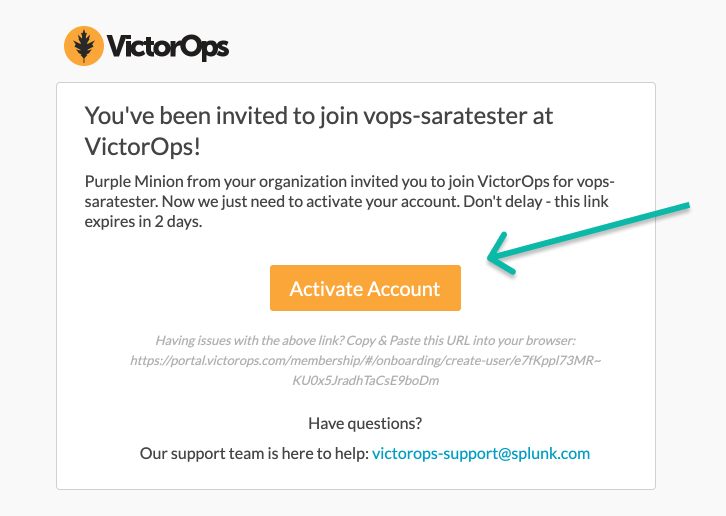 VictorOps
You've been invited to join vops-saratester at
VictorOps!
Purple Minion from your organization invited you to join VictorOps for vops-
saratester. Now we just need to activate your account. Don't delay - this link
expires in 2 days.
Activate Account
Having issues with the above link? Copy & Paste this URL into your browser:
https://portal.victorops.com/membership/#/onboarding/create-user/e7fKppl73MR~
KU0x5JradhTaCsE9boDm
Have questions?
Our support team is here to help: victorops-support@splunk.com